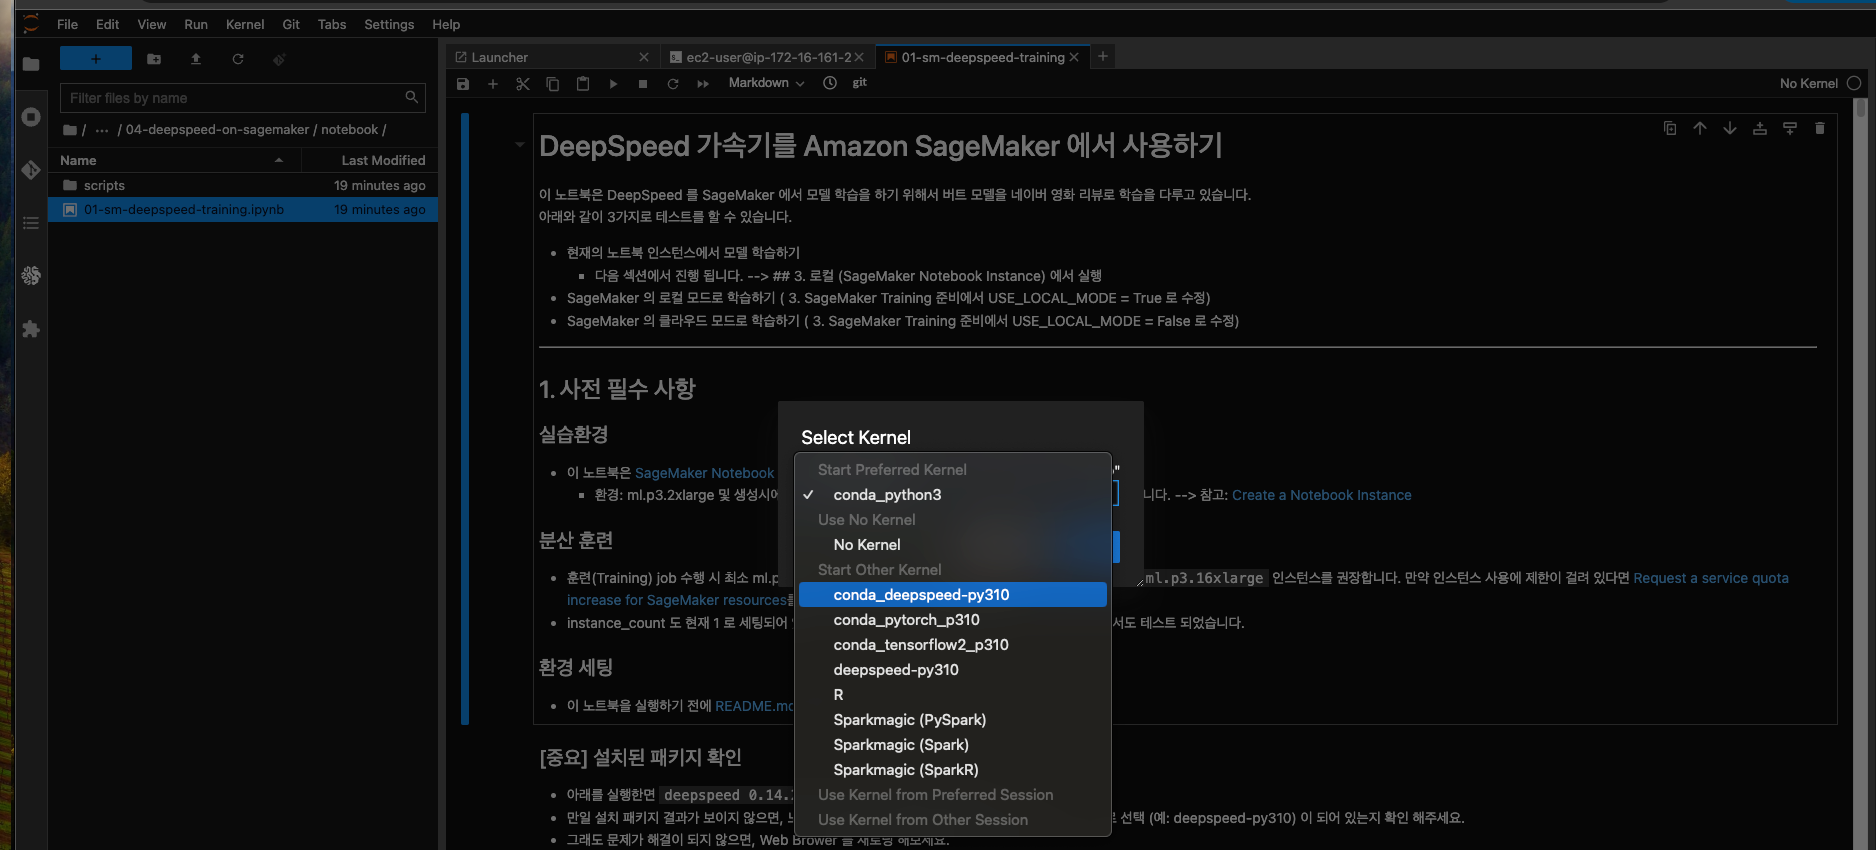 File Edit View Run Kernel Git Tabs Settings Help
Launcher
ec2-user@ip-172-16-161-2
01-sm-deepspeed-training
Filter files by name
Markdown
git
No Kernel
/ ··· / 04-deepspeed-on-sagemaker / notebook /
Name Last Modified
scripts 19 minutes ago
01-sm-deepspeed-training.ipynb 19 minutes ago
DeepSpeed 가속기를 Amazon SageMaker 에서 사용하기
이 노트북은 DeepSpeed 를 SageMaker 에서 모델 학습을 하기 위해서 버트 모델을 네이버 영화 리뷰로 학습을 다루고 있습니다.
아래와 같이 3가지로 테스트를 할 수 있습니다.
현재의 노트북 인스턴스에서 모델 학습하기
다음 섹션에서 진행 됩니다. --> ## 3. 로컬 (SageMaker Notebook Instance) 에서 실행
SageMaker 의 로컬 모드로 학습하기 ( 3. SageMaker Training 준비에서 USE_LOCAL_MODE = True 로 수정)
SageMaker 의 클라우드 모드로 학습하기 ( 3. SageMaker Training 준비에서 USE_LOCAL_MODE = False 로 수정)
1. 사전 필수 사항
실습환경
이 노트북은 SageMaker Notebook
환경: ml.p3.2xlarge 및 생성시에 니다. --> 참고: Create a Notebook Instance
분산 훈련
훈련(Training) job 수행 시 최소 ml.p ml.p3.16xlarge 인스턴스를 권장합니다. 만약 인스턴스 사용에 제한이 걸려 있다면 Request a service quota
increase for SageMaker resources를
instance_count 도 현재 1 로 세팅되어 서도 테스트 되었습니다.
환경 세팅
이 노트북을 실행하기 전에 README.md
[중요] 설치된 패키지 확인
아래를 실행한면 deepspeed 0.14.
만일 설치 패키지 결과가 보이지 않으면, 선택 (예: deepspeed-py310) 이 되어 있는지 확인 해주세요.
그래도 문제가 해결이 되지 않으면, Web Brower 를 재로딩 해보세요.
Select Kernel
Start Preferred Kernel
conda_python3
Use No Kernel
No Kernel
Start Other Kernel
conda_deepspeed-py310
conda_pytorch_p310
conda_tensorflow2_p310
deepspeed-py310
R
Sparkmagic (PySpark)
Sparkmagic (Spark)
Sparkmagic (SparkR)
Use Kernel from Preferred Session
Use Kernel from Other Session